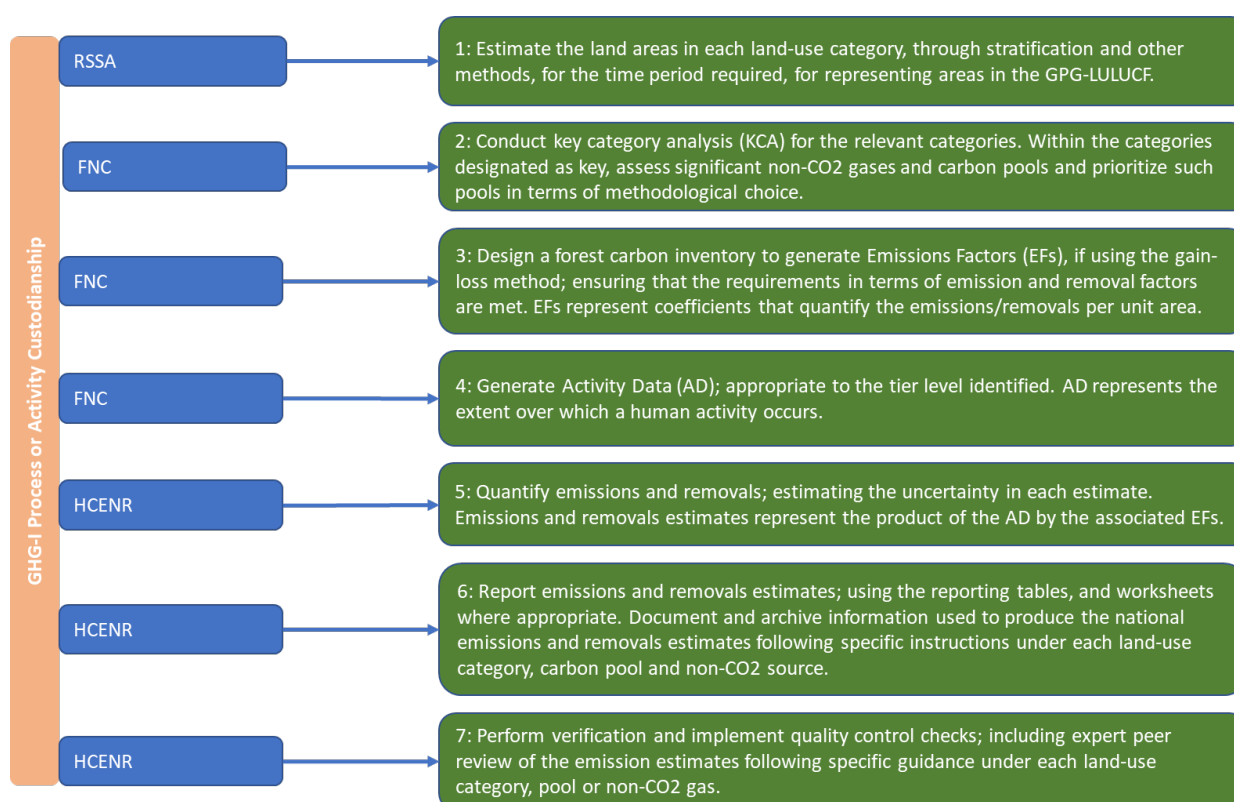 GHG-I Process or Activity Custodianship
RSSA
1: Estimate the land areas in each land-use category, through stratification and other
methods, for the time period required, for representing areas in the GPG-LULUCF.
FNC
2: Conduct key category analysis (KCA) for the relevant categories. Within the categories
designated as key, assess significant non-CO2 gases and carbon pools and prioritize such
pools in terms of methodological choice.
FNC
3: Design a forest carbon inventory to generate Emissions Factors (EFs), if using the gain-
loss method; ensuring that the requirements in terms of emission and removal factors
are met. EFs represent coefficients that quantify the emissions/removals per unit area.
FNC
4: Generate Activity Data (AD); appropriate to the tier level identified. AD represents the
extent over which a human activity occurs.
HCENR
5: Quantify emissions and removals; estimating the uncertainty in each estimate.
Emissions and removals estimates represent the product of the AD by the associated EFs.
HCENR
6: Report emissions and removals estimates; using the reporting tables, and worksheets
where appropriate. Document and archive information used to produce the national
emissions and removals estimates following specific instructions under each land-use
category, carbon pool and non-CO2 source.
HCENR
7: Perform verification and implement quality control checks; including expert peer
review of the emission estimates following specific guidance under each land-use
category, pool or non-CO2 gas.